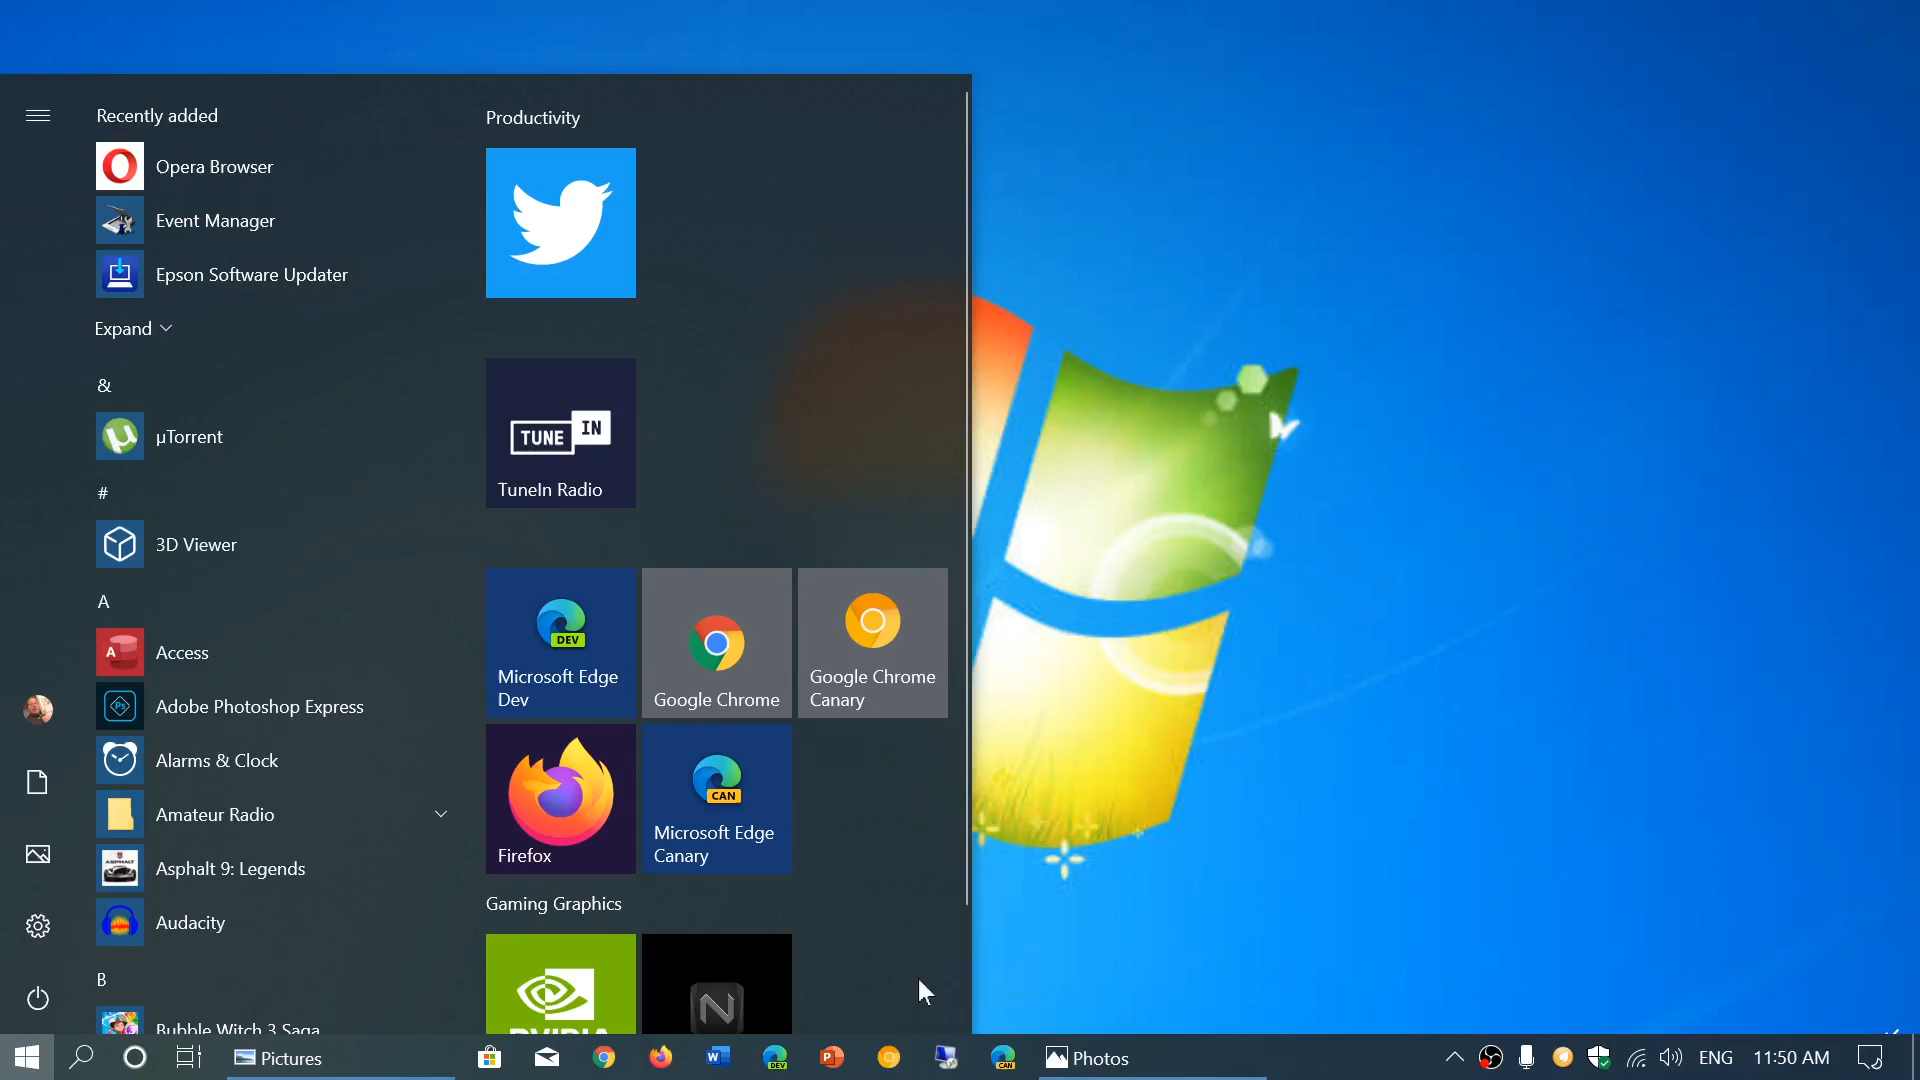 Recently added
Opera Browser
Event Manager
Epson Software Updater
Expand
&
µTorrent
#
3D Viewer
A
Access
Adobe Photoshop Express
Alarms & Clock
Amateur Radio
Asphalt 9: Legends
Audacity
B
Bubble Witch 3 Saga
Productivity
TUNE IN
TuneIn Radio
DEV
Microsoft Edge
Dev
Google Chrome
Google Chrome
Canary
Firefox
CAN
Microsoft Edge
Canary
Gaming Graphics
NVIDIA
N
Pictures
Photos
ENG
11:50 AM